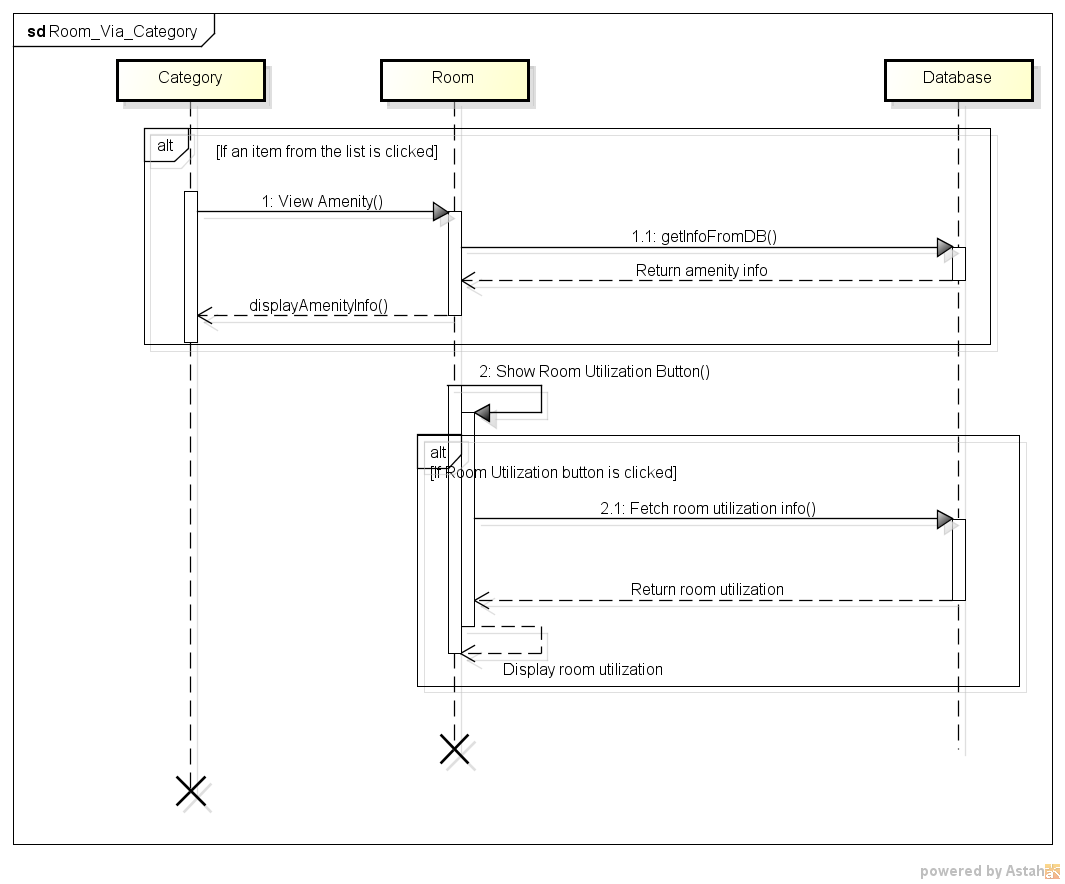 sd Room_Via_Category
Category
Room
Database
alt
[If an item from the list is clicked]
1: View Amenity()
1.1: getInfoFromDB()
Return amenity info
displayAmenityInfo()
2: Show Room Utilization Button()
alt
[If Room Utilization button is clicked]
2.1: Fetch room utilization info()
Return room utilization
Display room utilization
powered by Astah